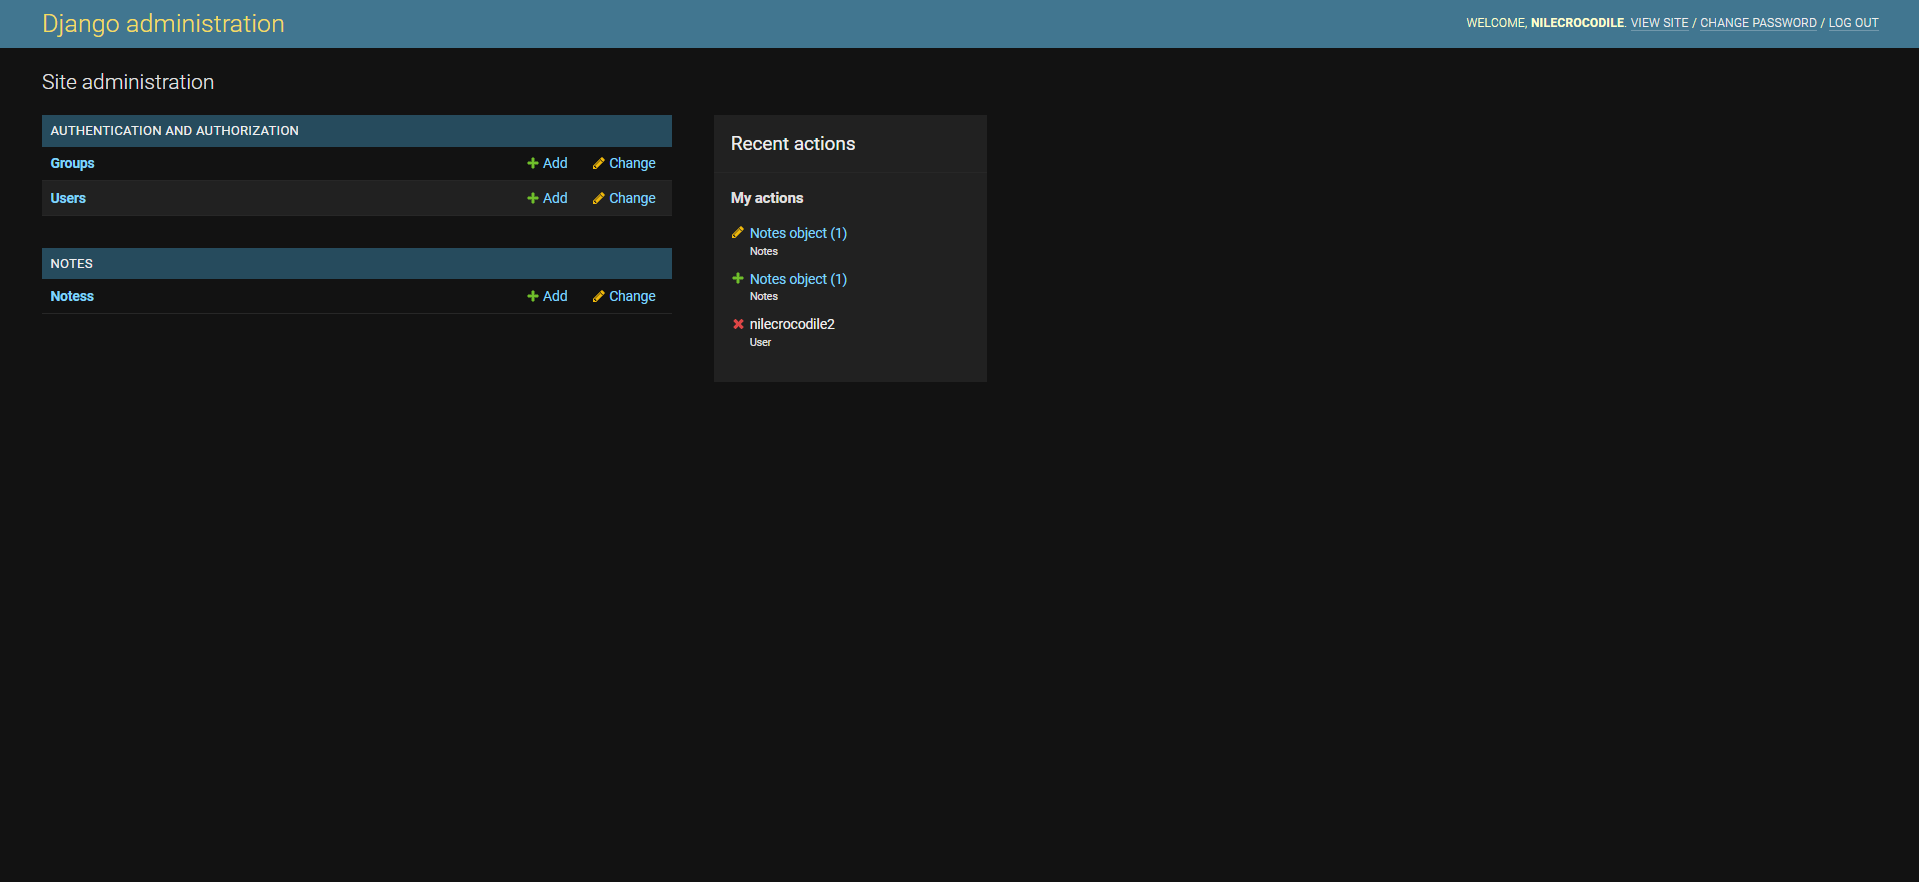 Django administration
WELCOME, NILECROCODILE. VIEW SITE / CHANGE PASSWORD / LOG OUT
Site administration
AUTHENTICATION AND AUTHORIZATION
Groups Add Change
Users Add Change
NOTES
Notess Add Change
Recent actions
My actions
Notes object (1)
Notes
Notes object (1)
Notes
nilecrocodile2
User